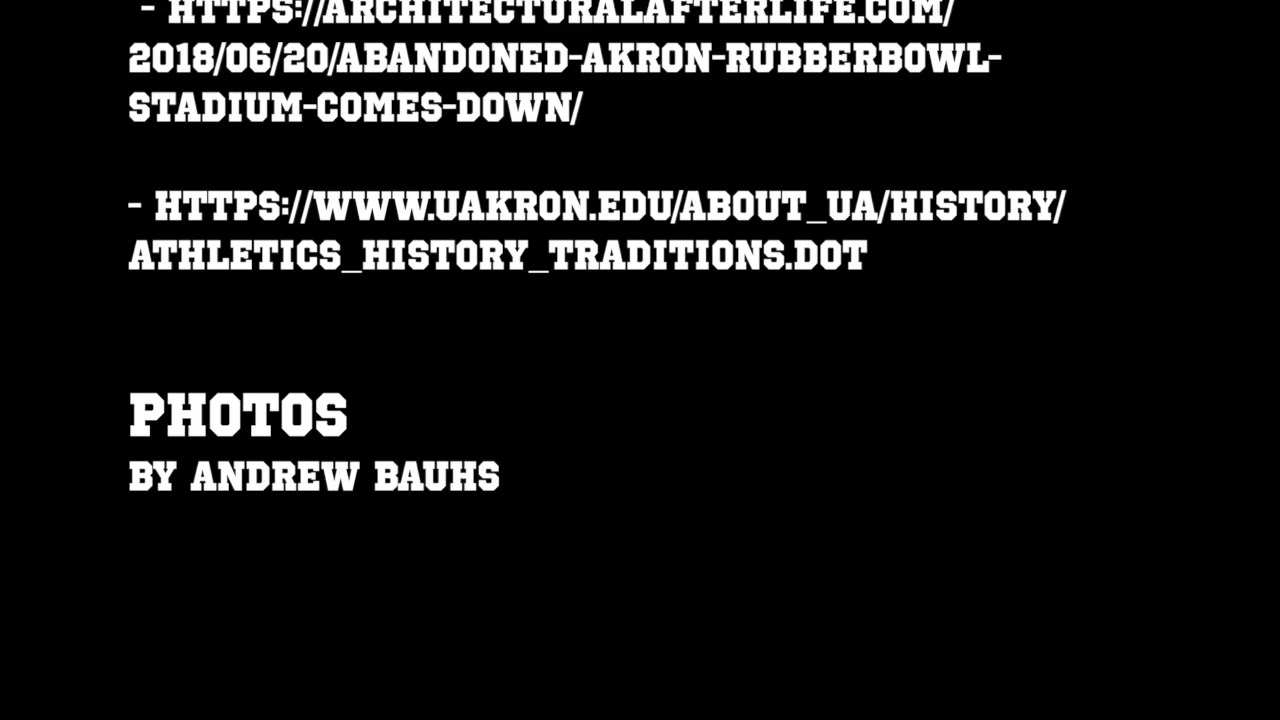 - HTTPS://ARCHITECTURALAFTERLIFE.COM/
2018/06/20/ABANDONED-AKRON-RUBBERBOWL-
STADIUM-COMES-DOWN/
- HTTPS://WWW.UAKRON.EDU/ABOUT_UA/HISTORY/
ATHLETICS_HISTORY_TRADITIONS.DOT
PHOTOS
BY ANDREW BAUHS